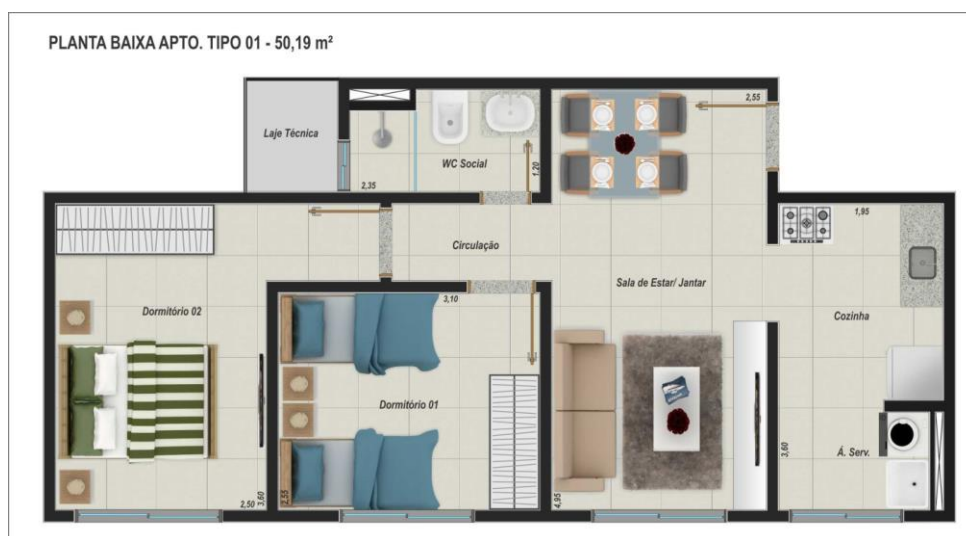 PLANTA BAIXA APTO. TIPO 01 - 50,19 m²
2,55
Laje Técnica
WC Social
1,20
2,35
1,95
Circulação
Sala de Estar/ Jantar
3,10
Dormitório 02
Cozinha
Dormitório 01
Á. Serv.
3,60
2,50
3,60
2,55
4,95